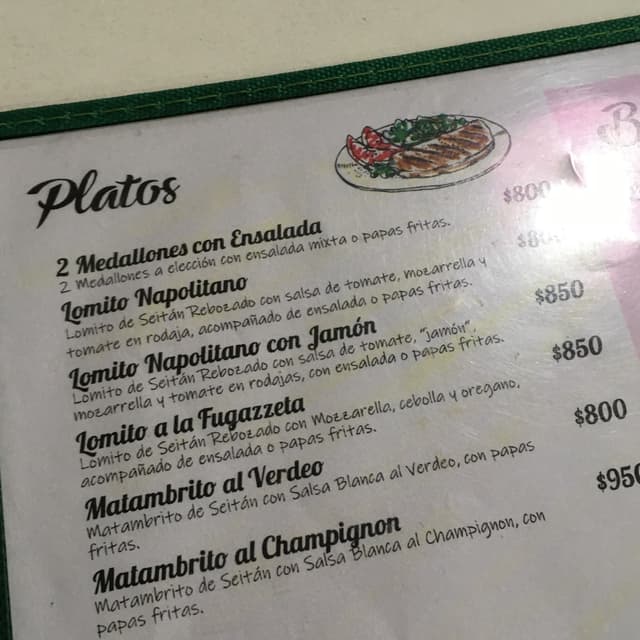 Platos
2 Medallones con Ensalada $800
2 Medallones a elección con ensalada mixta o papas fritas.
Lomito Napolitano
Lomito de Seitán Rebozado con salsa de tomate, mozarrella y
tomate en rodaja, acompañado de ensalada o papas fritas.
Lomito Napolitano con Jamón $850
Lomito de Seitán Rebozado con salsa de tomate, "jamón",
mozarrella y tomate en rodajas, con ensalada o papas fritas.
Lomito a la Fugazzeta $850
Lomito de Seitán Rebozado con Mozzarella, cebolla y oregano,
acompañado de ensalada o papas fritas.
Matambrito al Verdeo $800
Matambrito de Seitán con Salsa Blanca al Verdeo, con papas
fritas.
Matambrito al Champignon $950
Matambrito de Seitán con Salsa Blanca al Champignon, con
papas fritas.